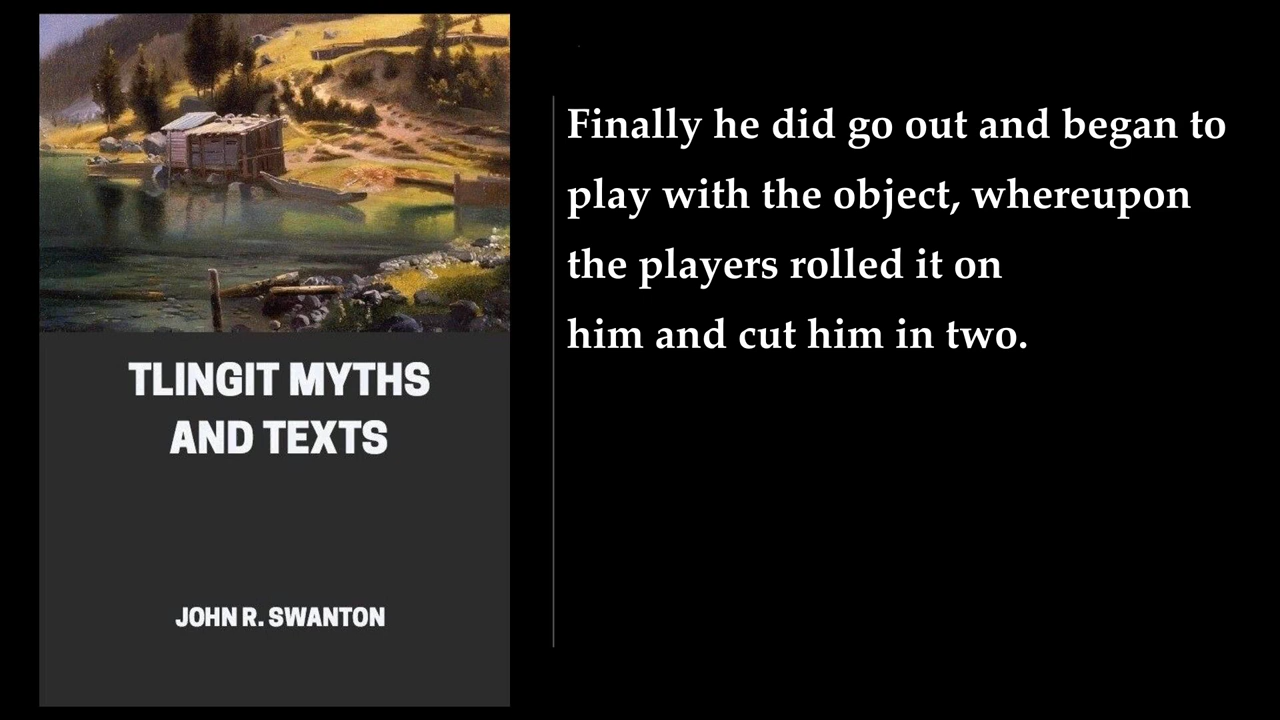 TLINGIT MYTHS
AND TEXTS
JOHN R. SWANTON
Finally he did go out and began to
play with the object, whereupon
the players rolled it on
him and cut him in two.